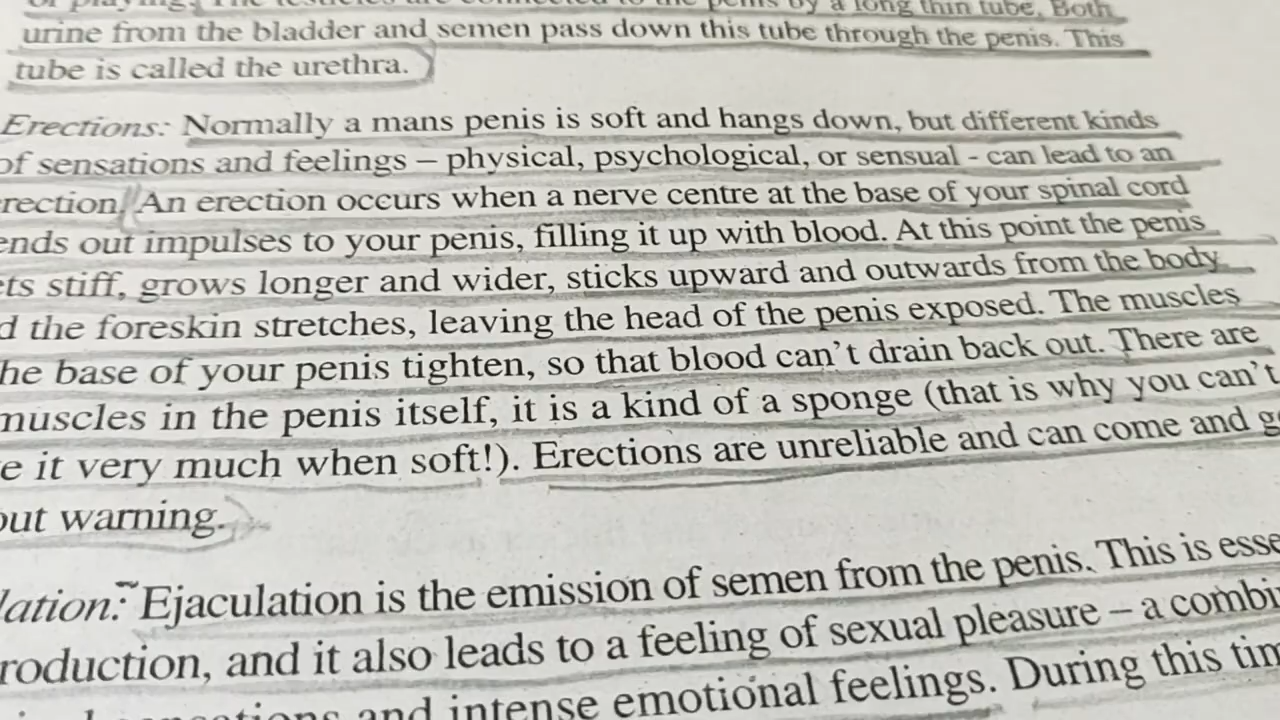 or playing. The testicles are connected to the penis by a long thin tube. Both
urine from the bladder and semen pass down this tube through the penis. This
tube is called the urethra.
Erections: Normally a mans penis is soft and hangs down, but different kinds
of sensations and feelings – physical, psychological, or sensual - can lead to an
rection. An erection occurs when a nerve centre at the base of your spinal cord
ends out impulses to your penis, filling it up with blood. At this point the penis
ets stiff, grows longer and wider, sticks upward and outwards from the body
d the foreskin stretches, leaving the head of the penis exposed. The muscles
he base of your penis tighten, so that blood can't drain back out. There are
muscles in the penis itself, it is a kind of a sponge (that is why you can't
e it very much when soft!). Erections are unreliable and can come and g
out warning.
lation: Ejaculation is the emission of semen from the penis. This is esse
roduction, and it also leads to a feeling of sexual pleasure – a combi
sensations and intense emotional feelings. During this tim